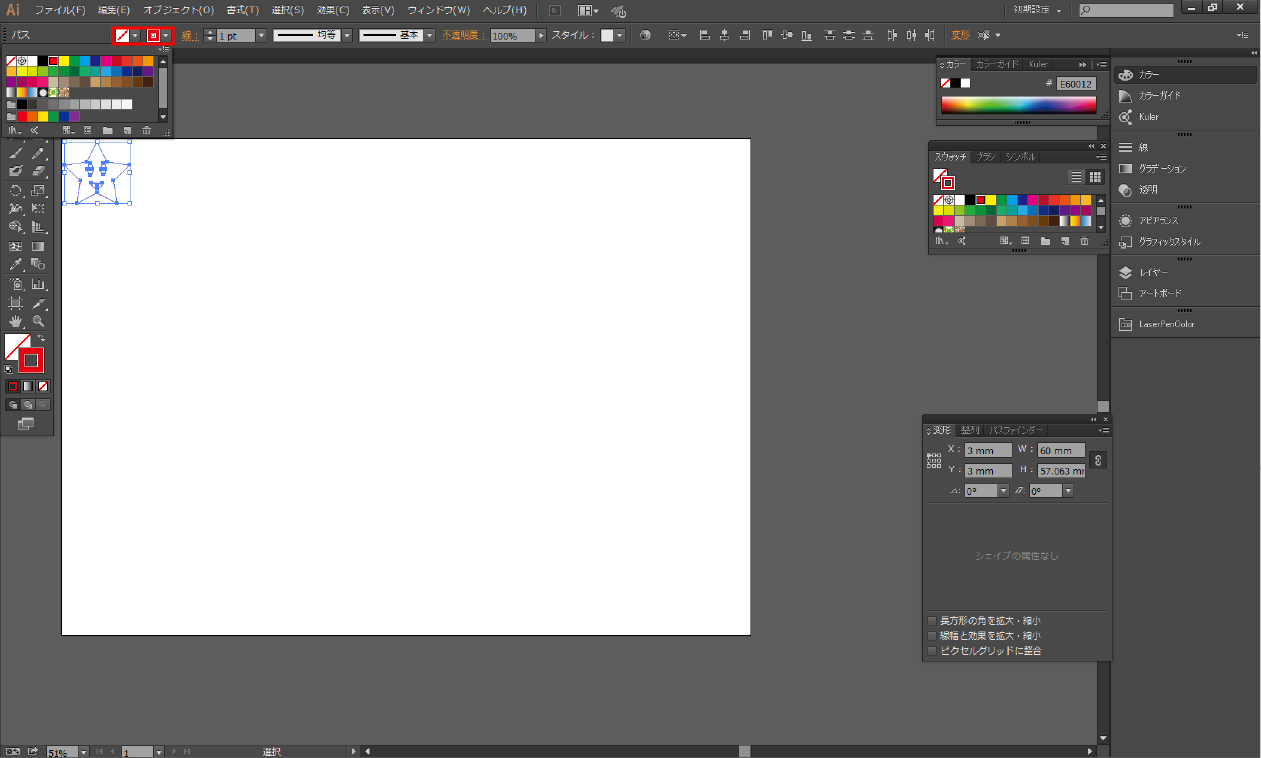 Ai ファイル(F) 編集(E) オブジェクト(O) 書式(T) 選択(S) 効果(C) 表示(V) ウィンドウ(W) ヘルプ(H) Br 初期設定
パス 線： 1 pt 均等 基本 不透明度： 100% スタイル： 変形
カラー カラーガイド Kuler
# E60012
スウォッチ ブラシ シンボル
変形 整列 パスファインダー
X： 3 mm W： 60 mm
Y： 3 mm H： 57.063 mm
0° 0°
シェイプの属性なし
長方形の角を拡大・縮小
線幅と効果を拡大・縮小
ピクセルグリッドに整合
カラー
カラーガイド
Kuler
線
グラデーション
透明
アピアランス
グラフィックスタイル
レイヤー
アートボード
LaserPenColor
51% 1 選択